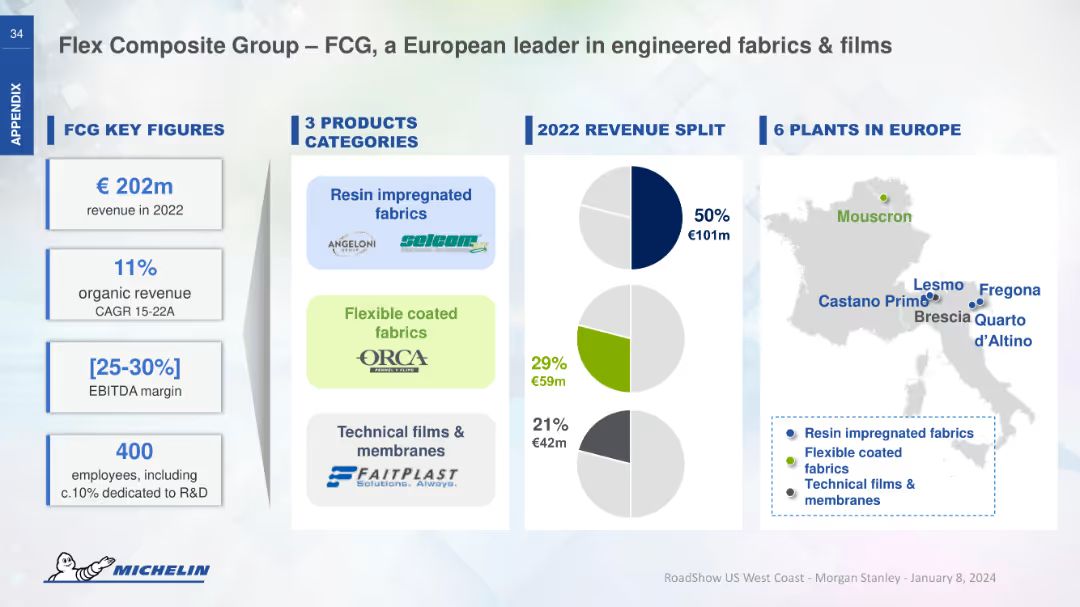 34
APPENDIX
Flex Composite Group – FCG, a European leader in engineered fabrics & films
FCG KEY FIGURES
€ 202m
revenue in 2022
11%
organic revenue
CAGR 15-22A
[25-30%]
EBITDA margin
400
employees, including
c.10% dedicated to R&D
3 PRODUCTS
CATEGORIES
Resin impregnated
fabrics
ANGELONI
selcom
Flexible coated
fabrics
ORCA
Technical films &
membranes
FAITPLAST
Solutions. Always.
2022 REVENUE SPLIT
50%
€101m
29%
€59m
21%
€42m
6 PLANTS IN EUROPE
Mouscron
Lesmo
Fregona
Castano Primo
Brescia
Quarto
d’Altino
Resin impregnated fabrics
Flexible coated
fabrics
Technical films &
membranes
MICHELIN
RoadShow US West Coast - Morgan Stanley - January 8, 2024